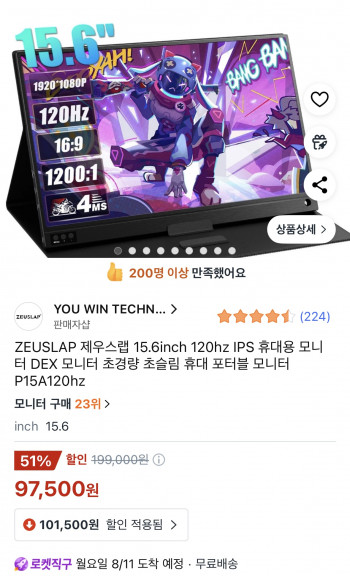 15.6"
YAH!
BANG BANG
1920*1080P
120Hz
16:9
1200:1
4MS
상품상세 >
200명 이상 만족했어요
ZEUSLAP
YOU WIN TECHN... >
판매자샵
(224)
ZEUSLAP 제우스랩 15.6inch 120hz IPS 휴대용 모니
터 DEX 모니터 초경량 초슬림 휴대 포터블 모니터
P15A120hz
모니터 구매 23위 >
inch 15.6
51% 할인 199,000원
97,500원
101,500원 할인 적용됨 >
로켓직구 월요일 8/11 도착 예정 · 무료배송